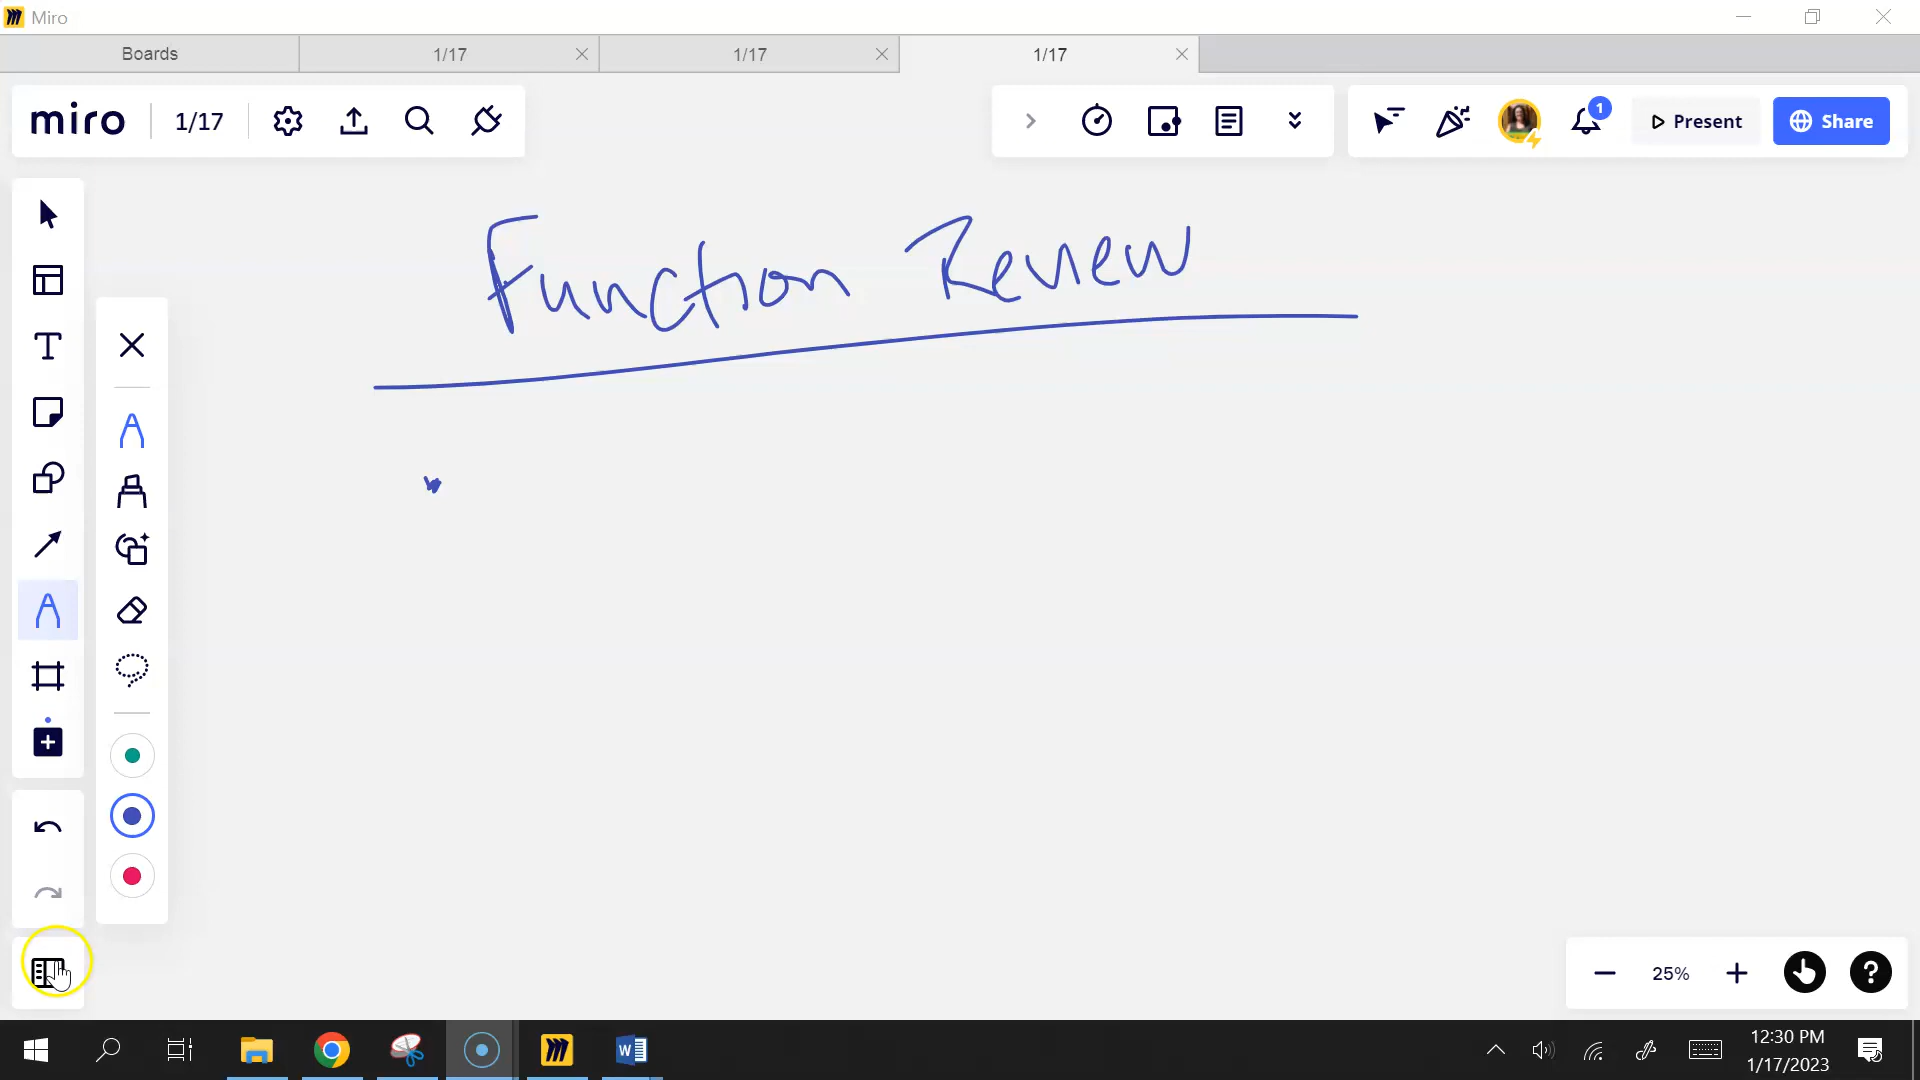 Miro
Boards
1/17
1/17
1/17
miro
1/17
1
Present
Share
Function Review
25%
?
12:30 PM
1/17/2023